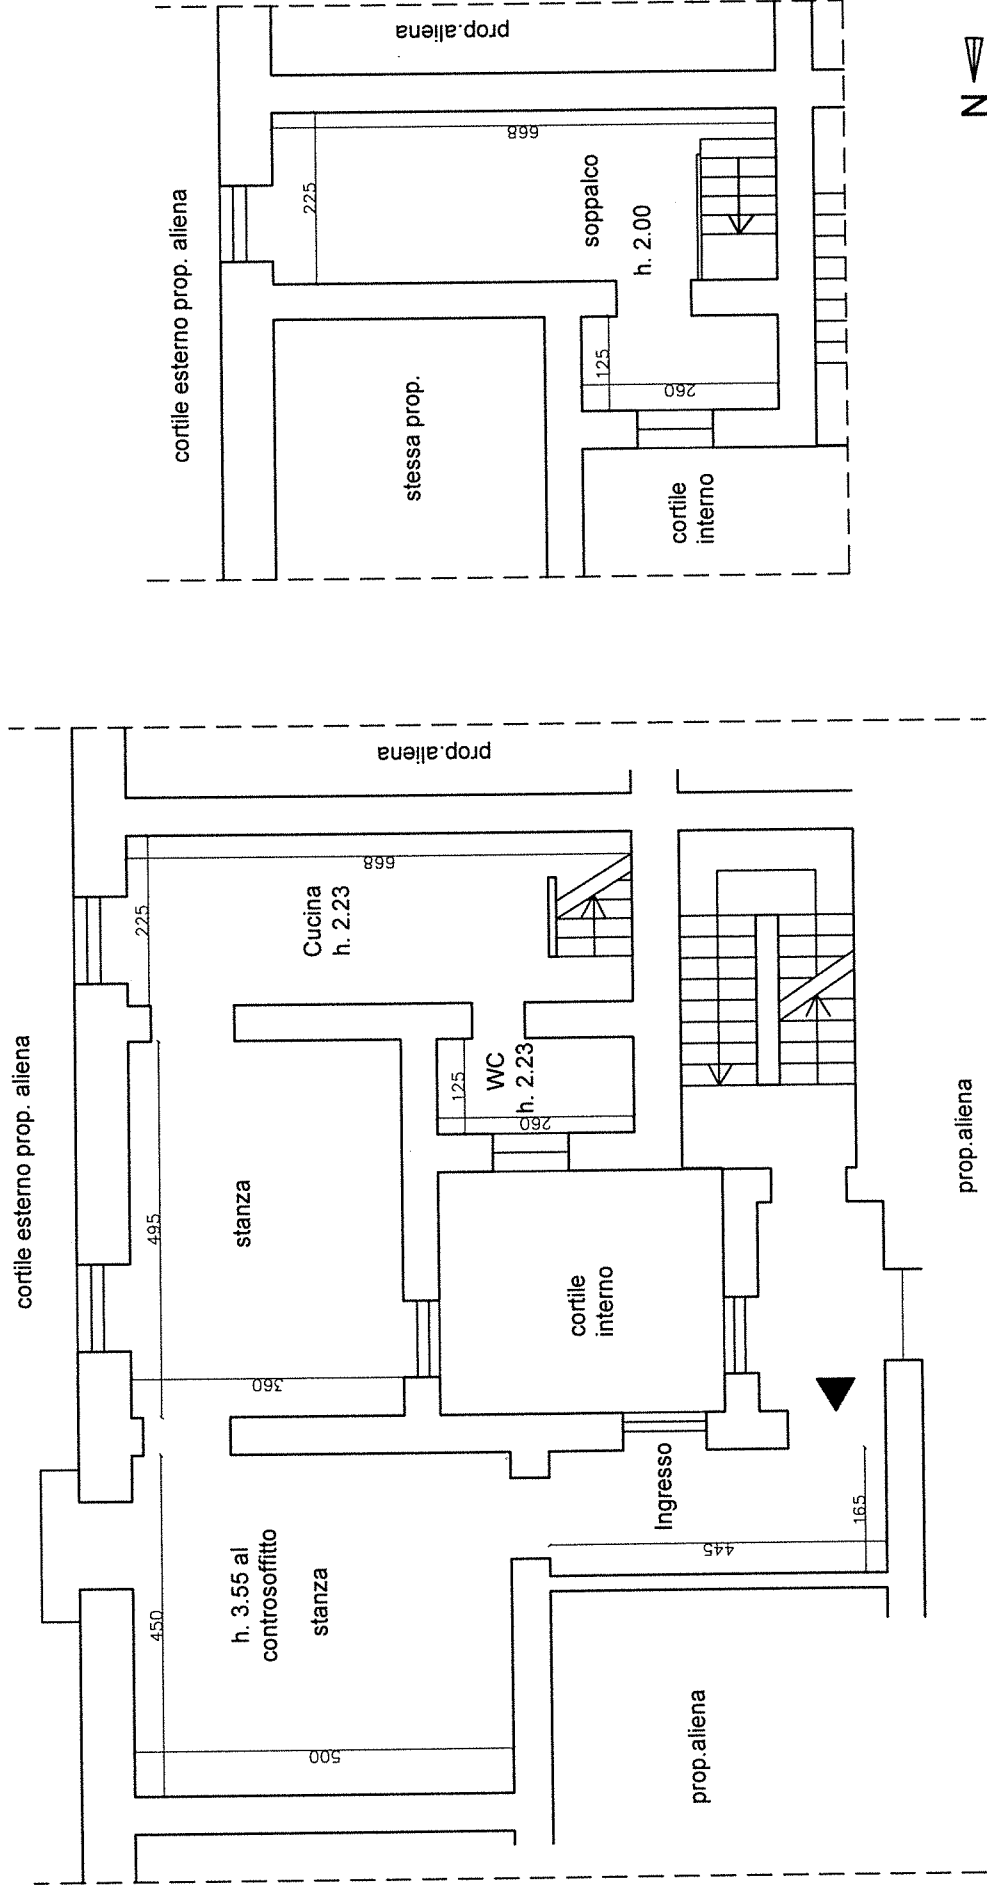 cortile esterno prop. aliena
450
495
225
h. 3.55 al
controsoffitto
stanza
500
360
stanza
Cucina
h. 2.23
668
prop.aliena
125
WC
h. 2.23
260
cortile
interno
Ingresso
445
165
prop.aliena
prop.aliena
cortile esterno prop. aliena
225
668
prop.aliena
stessa prop.
soppalco
h. 2.00
125
260
cortile
interno
N